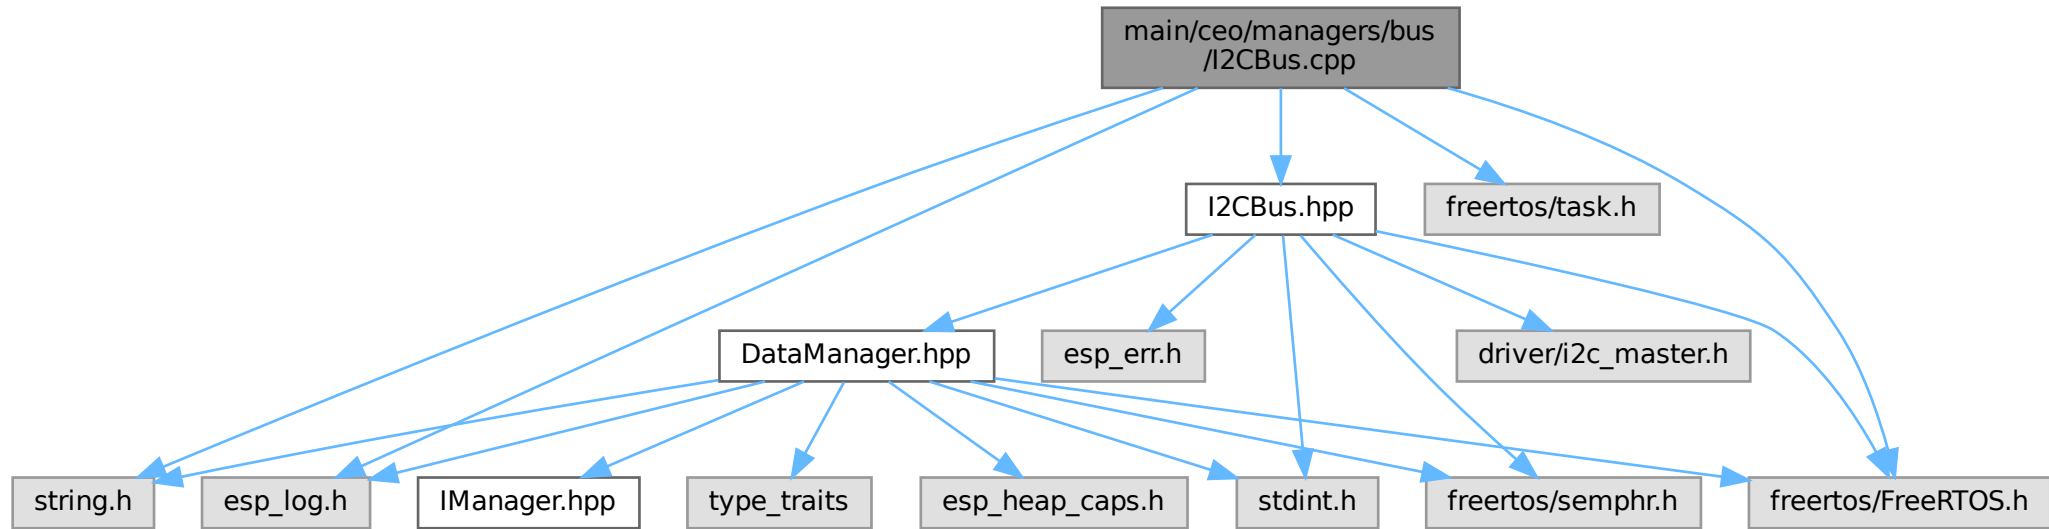 main/ceo/managers/bus
/I2CBus.cpp
I2CBus.hpp
freertos/task.h
DataManager.hpp
esp_err.h
driver/i2c_master.h
string.h
esp_log.h
IManager.hpp
type_traits
esp_heap_caps.h
stdint.h
freertos/semphr.h
freertos/FreeRTOS.h